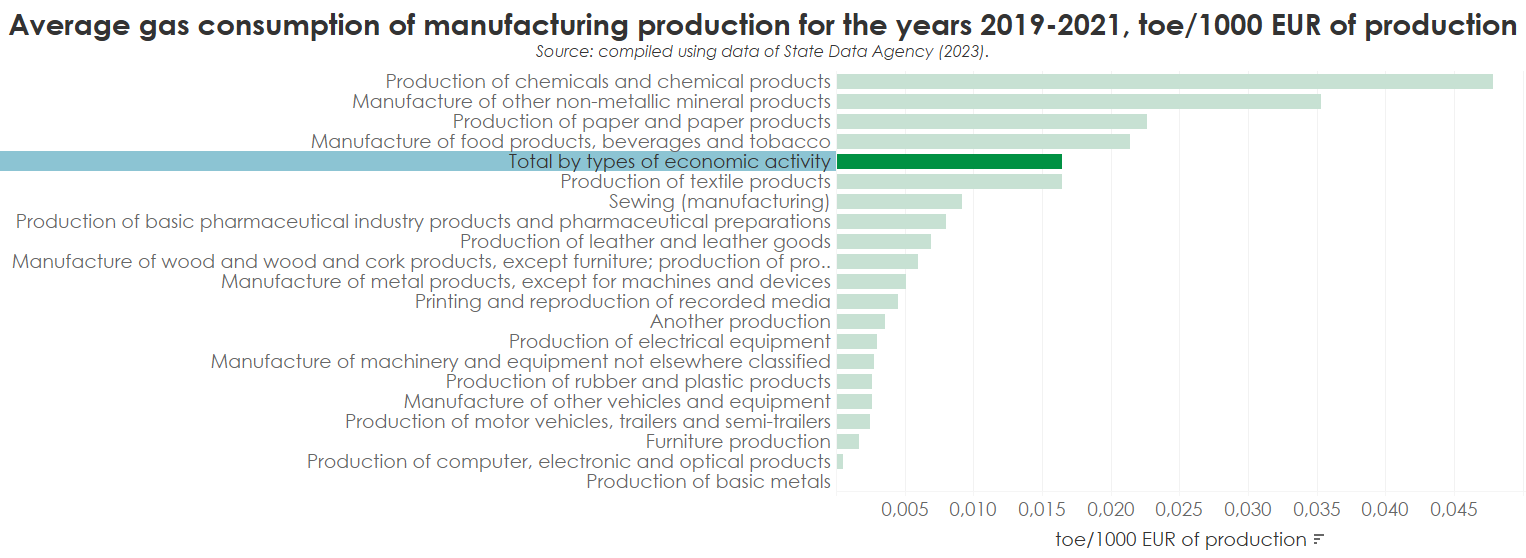 Average gas consumption of manufacturing production for the years 2019-2021, toe/1000 EUR of production
Source: compiled using data of State Data Agency (2023).
Production of chemicals and chemical products
Manufacture of other non-metallic mineral products
Production of paper and paper products
Manufacture of food products, beverages and tobacco
Total by types of economic activity
Production of textile products
Sewing (manufacturing)
Production of basic pharmaceutical industry products and pharmaceutical preparations
Production of leather and leather goods
Manufacture of wood and wood and cork products, except furniture; production of pro..
Manufacture of metal products, except for machines and devices
Printing and reproduction of recorded media
Another production
Production of electrical equipment
Manufacture of machinery and equipment not elsewhere classified
Production of rubber and plastic products
Manufacture of other vehicles and equipment
Production of motor vehicles, trailers and semi-trailers
Furniture production
Production of computer, electronic and optical products
Production of basic metals
0,005 0,010 0,015 0,020 0,025 0,030 0,035 0,040 0,045
toe/1000 EUR of production